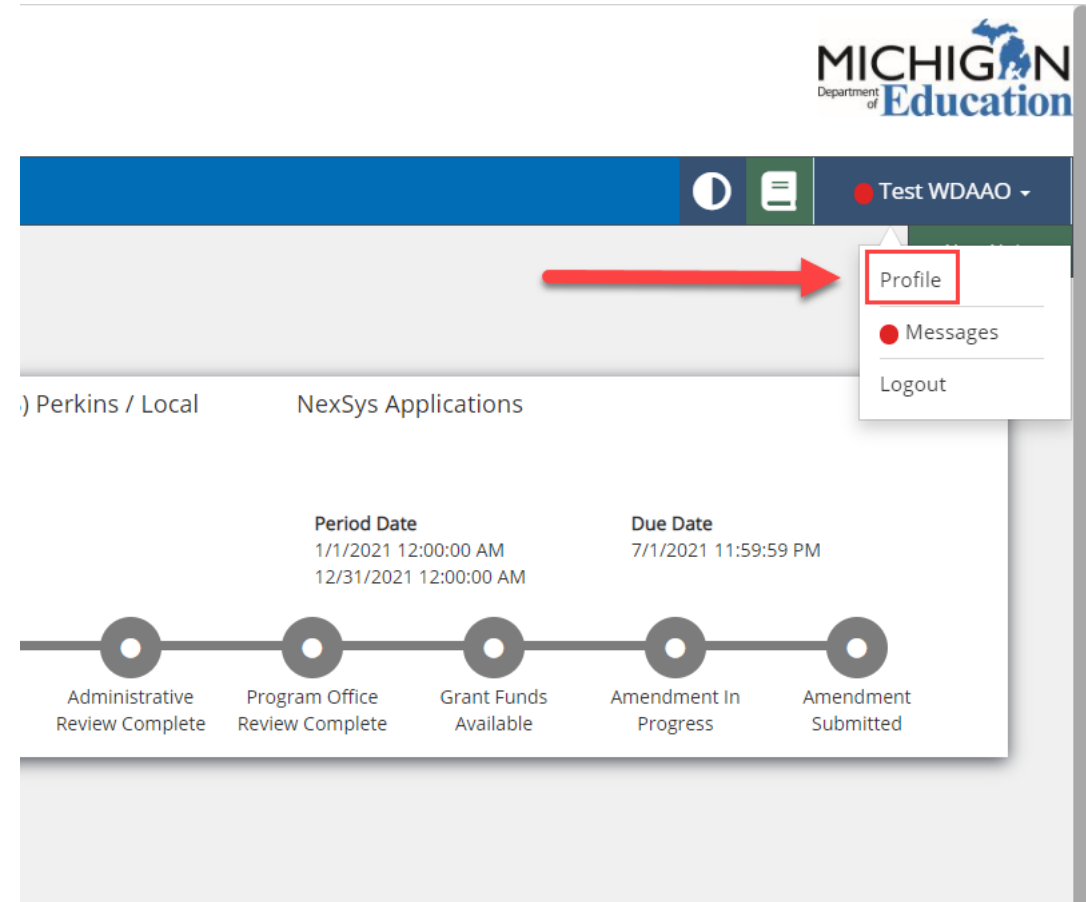 MICHIGAN
Department of Education
Test WDAAO
Profile
Messages
Logout
) Perkins / Local
NexSys Applications
Period Date
1/1/2021 12:00:00 AM
12/31/2021 12:00:00 AM
Due Date
7/1/2021 11:59:59 PM
Administrative
Review Complete
Program Office
Review Complete
Grant Funds
Available
Amendment In
Progress
Amendment
Submitted